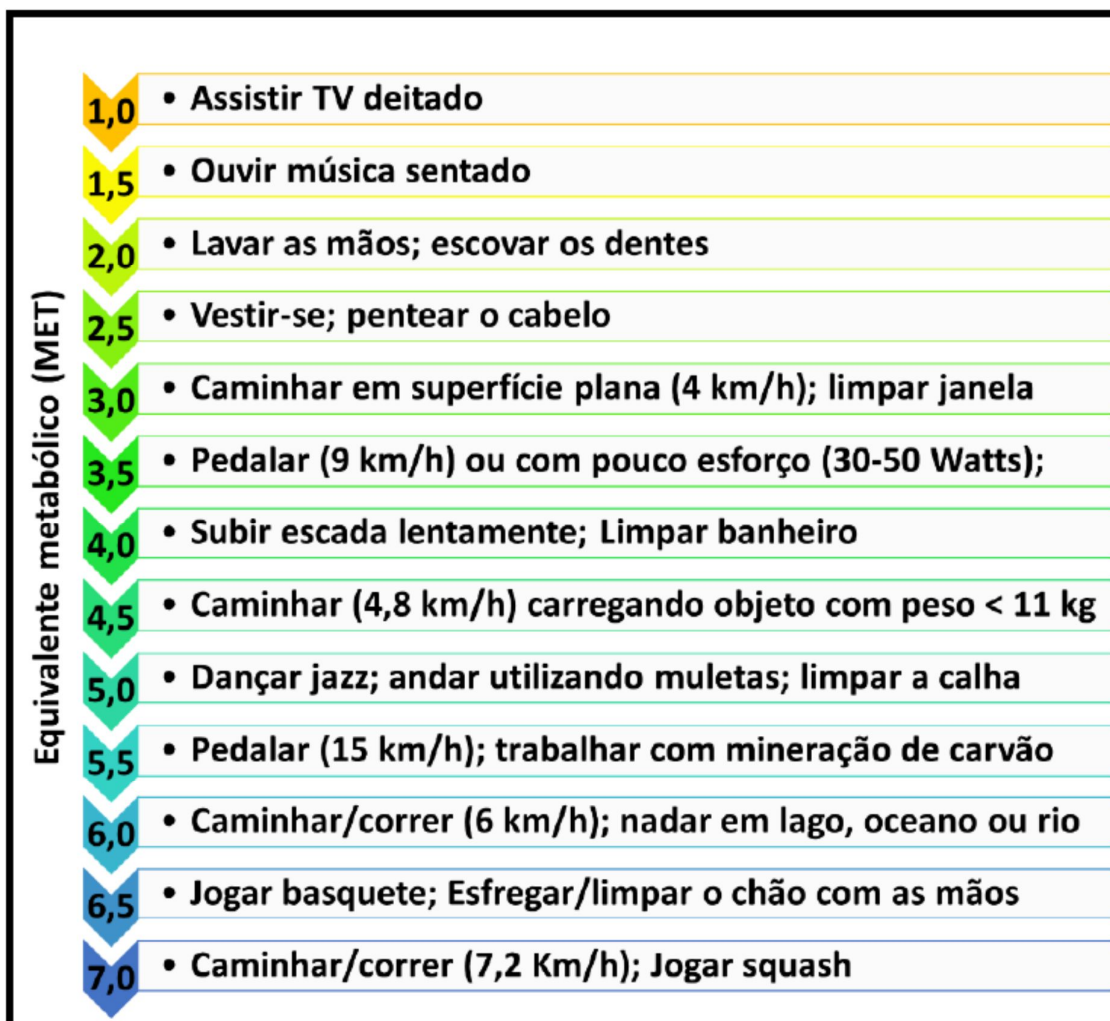 Equivalente metabólico (MET)
1,0 • Assistir TV deitado
1,5 • Ouvir música sentado
2,0 • Lavar as mãos; escovar os dentes
2,5 • Vestir-se; pentear o cabelo
3,0 • Caminhar em superfície plana (4 km/h); limpar janela
3,5 • Pedalar (9 km/h) ou com pouco esforço (30-50 Watts);
4,0 • Subir escada lentamente; Limpar banheiro
4,5 • Caminhar (4,8 km/h) carregando objeto com peso < 11 kg
5,0 • Dançar jazz; andar utilizando muletas; limpar a calha
5,5 • Pedalar (15 km/h); trabalhar com mineração de carvão
6,0 • Caminhar/correr (6 km/h); nadar em lago, oceano ou rio
6,5 • Jogar basquete; Esfregar/limpar o chão com as mãos
7,0 • Caminhar/correr (7,2 Km/h); Jogar squash